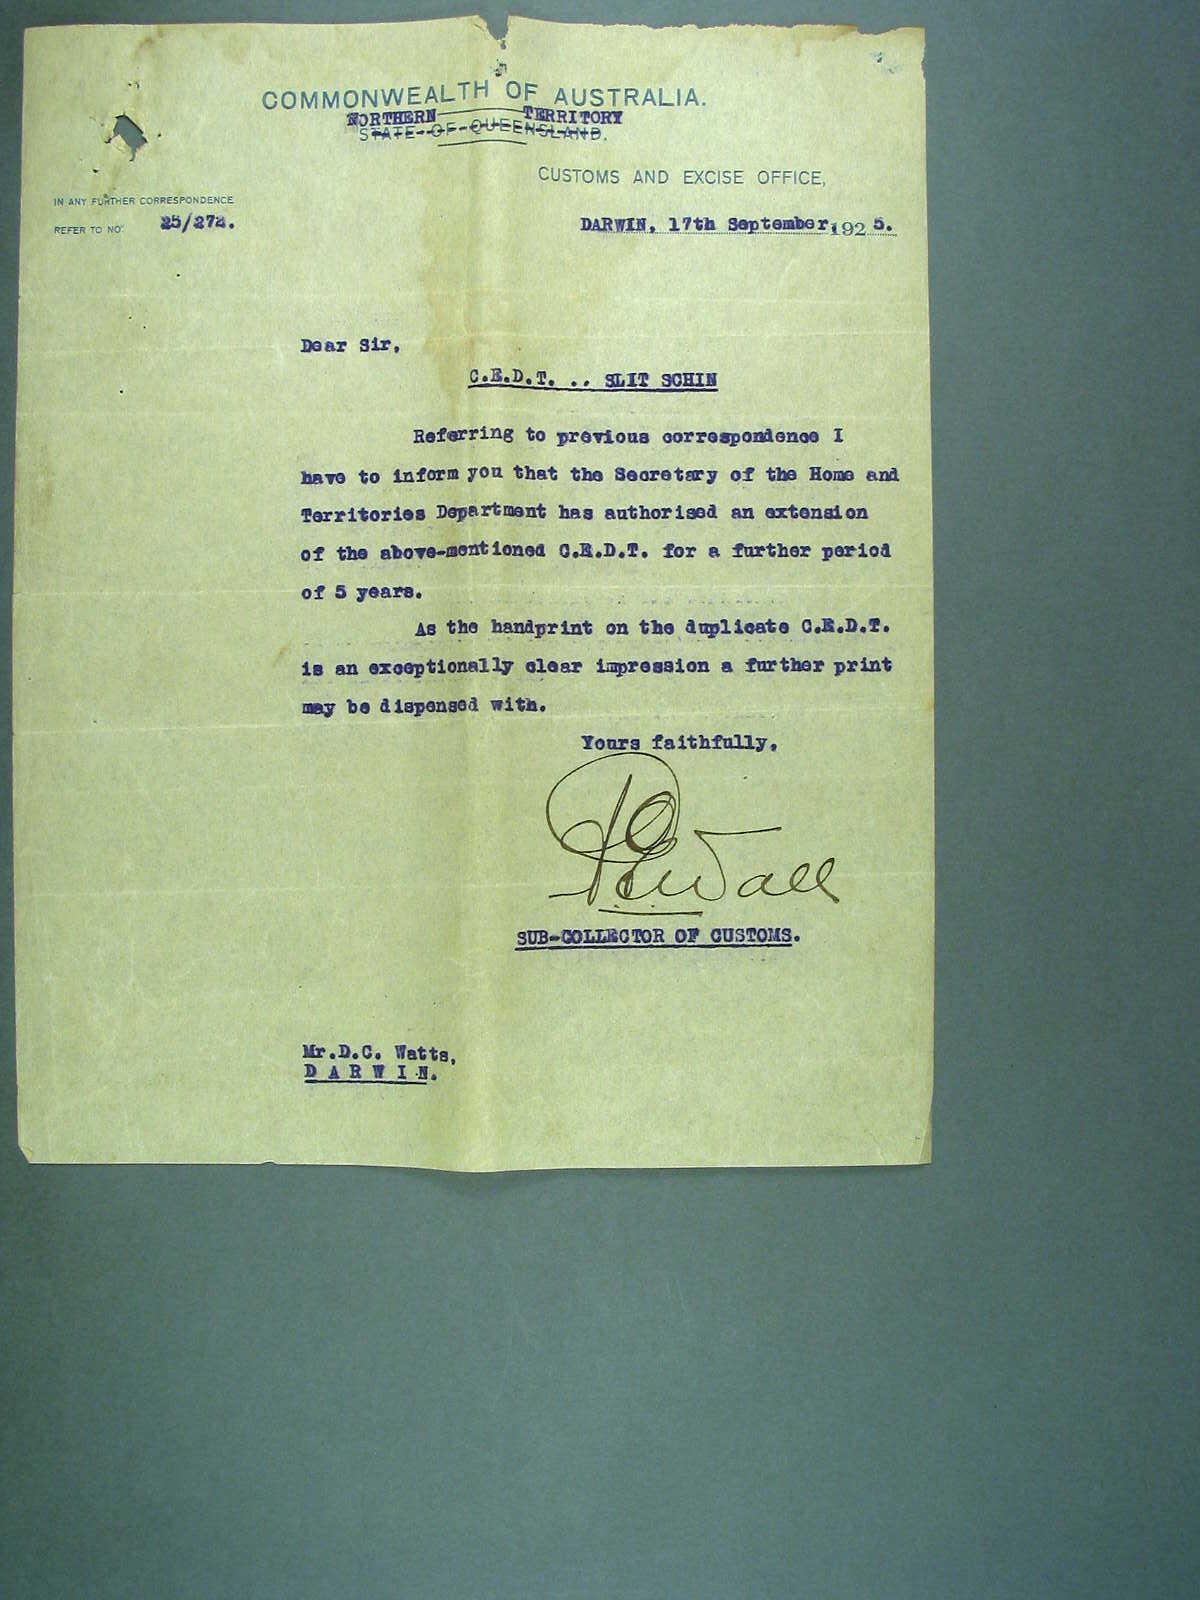 COMMONWEALTH OF AUSTRALIA.
NORTHERN TERRITORY
STATE OF QUEENSLAND.
CUSTOMS AND EXCISE OFFICE,
IN ANY FURTHER CORRESPONDENCE
REFER TO NO. 25/272.
DARWIN, 17th September, 1925.
Dear Sir,
C.E.D.T. .. SLIT SCHIN
Referring to previous correspondence I
have to inform you that the Secretary of the Home and
Territories Department has authorised an extension
of the above-mentioned C.E.D.T. for a further period
of 5 years.
As the handprint on the duplicate C.E.D.T.
is an exceptionally clear impression a further print
may be dispensed with.
Yours faithfully,
Wall
SUB-COLLECTOR OF CUSTOMS.
Mr.D.C. Watts,
D A R W I N.